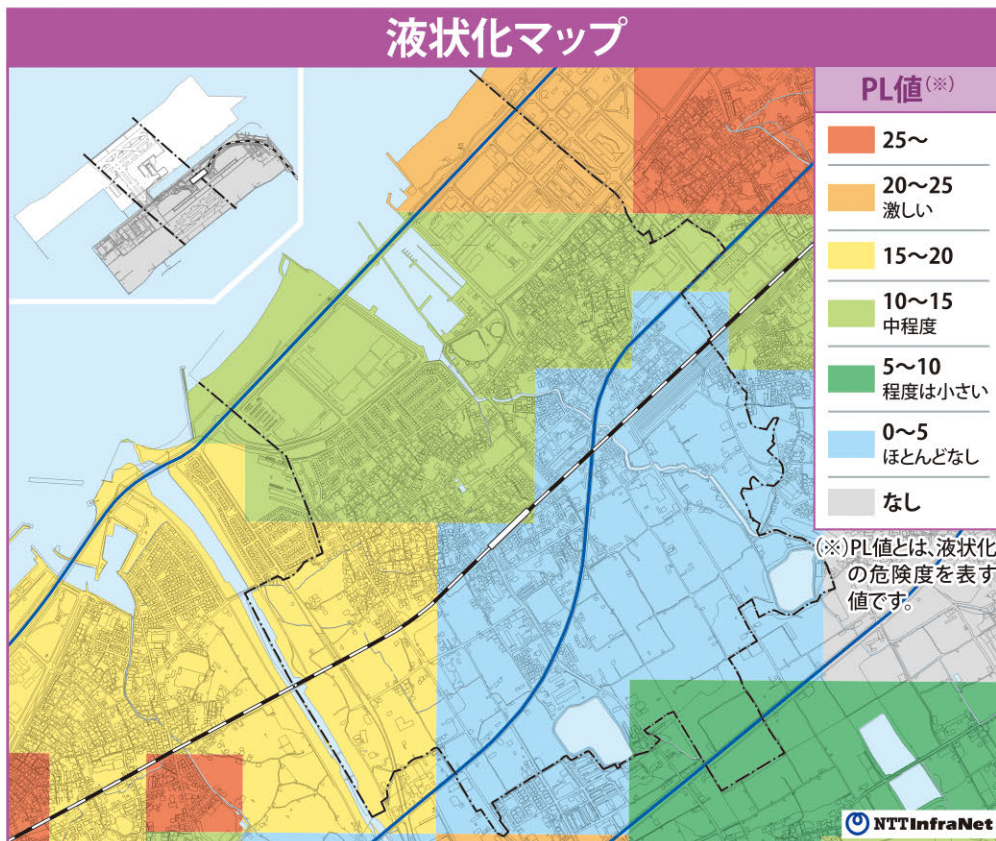 液状化マップ
PL値(※)
25～
20～25
激しい
15～20
10～15
中程度
5～10
程度は小さい
0～5
ほとんどなし
なし
(※)PL値とは、液状化
の危険度を表す
値です。
NTTInfraNet